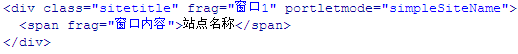 <div class="sitetitle" frag="窗口1" portletmode="simpleSiteName">
<span frag="窗口内容">站点名称</span>
</div>